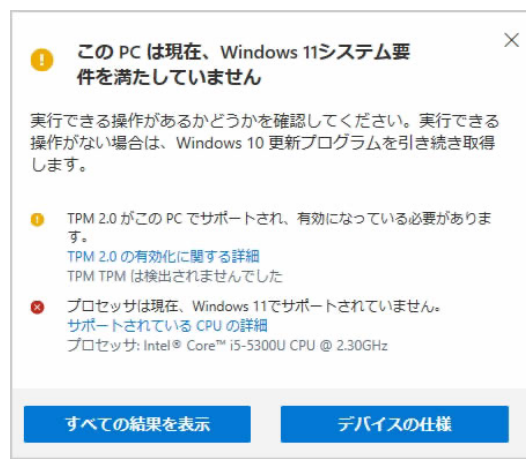 この PC は現在、Windows 11システム要
件を満たしていません
実行できる操作があるかどうかを確認してください。実行できる
操作がない場合は、Windows 10 更新プログラムを引き続き取得
します。
TPM 2.0 がこの PC でサポートされ、有効になっている必要がありま
す。
TPM 2.0 の有効化に関する詳細
TPM TPM は検出されませんでした
プロセッサは現在、Windows 11でサポートされていません。
サポートされている CPU の詳細
プロセッサ: Intel® Core™ i5-5300U CPU @ 2.30GHz
すべての結果を表示
デバイスの仕様